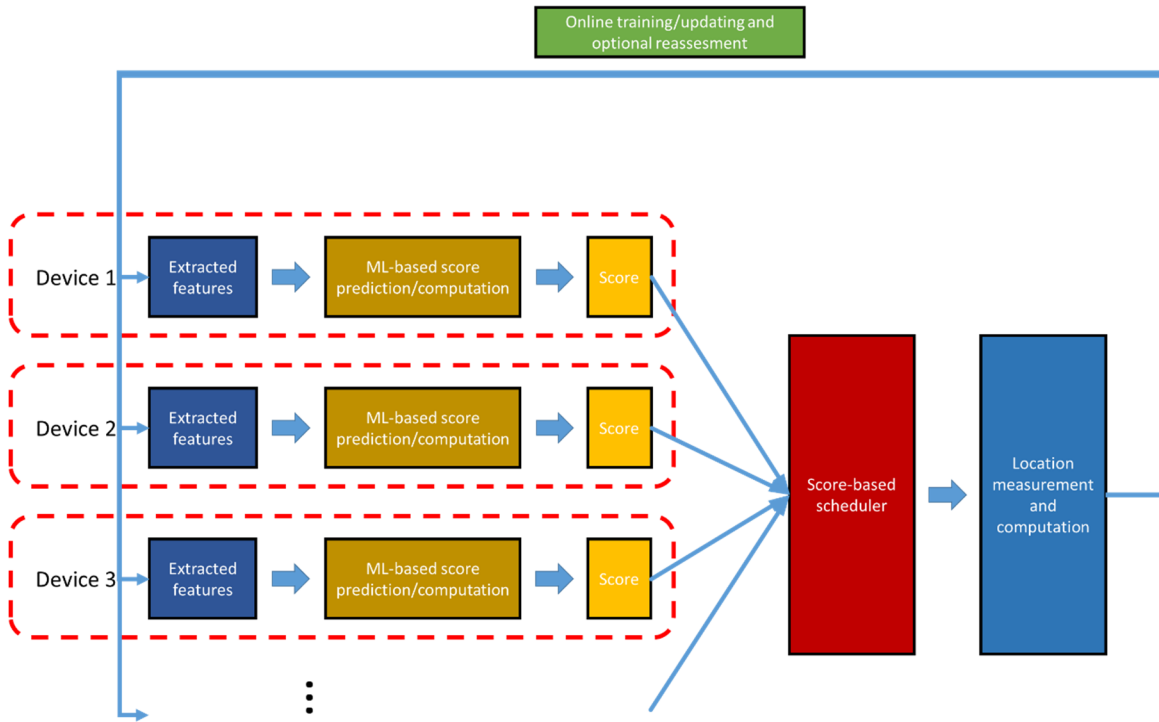 Online training/updating and
optional reassesment
Device 1
Extracted
features
ML-based score
prediction/computation
Score
Device 2
Extracted
features
ML-based score
prediction/computation
Score
Score-based
scheduler
Location
measurement
and
computation
Device 3
Extracted
features
ML-based score
prediction/computation
Score